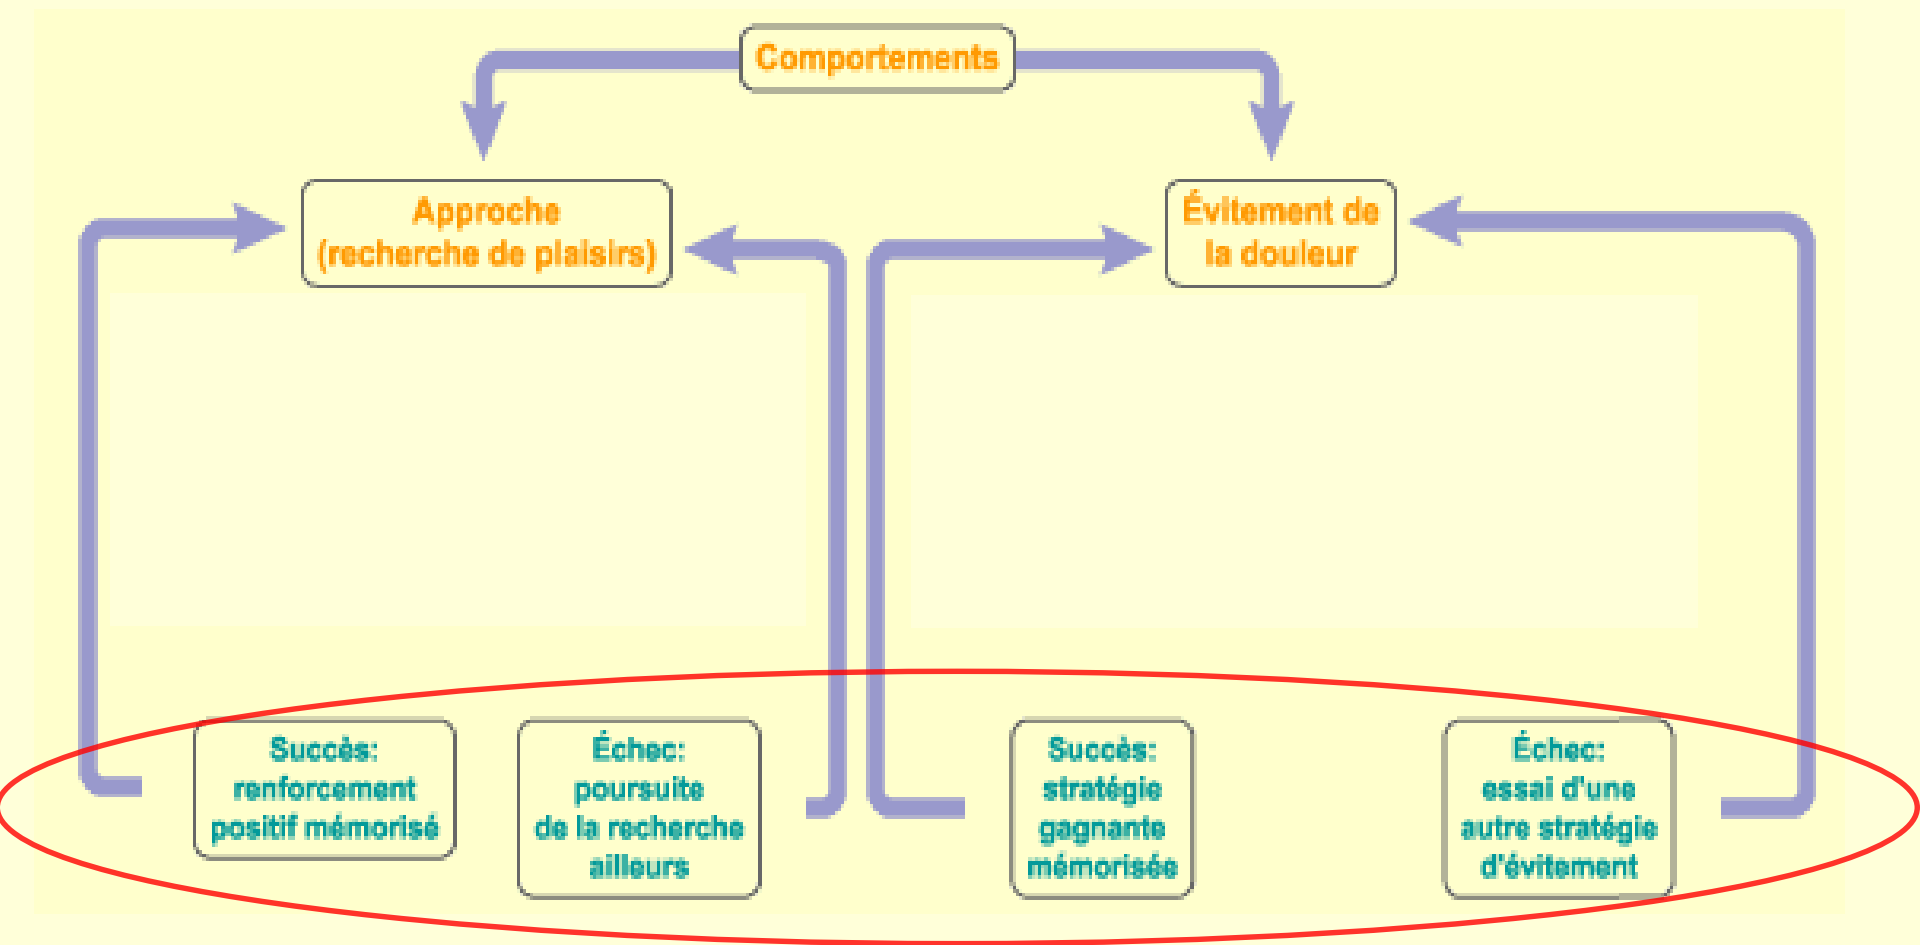 Comportements
Approche
(recherche de plaisirs)
Évitement de
la douleur
Succès:
renforcement
positif mémorisé
Échec:
poursuite
de la recherche
ailleurs
Succès:
stratégie
gagnante
mémorisée
Échec:
essai d'une
autre stratégie
d'évitement